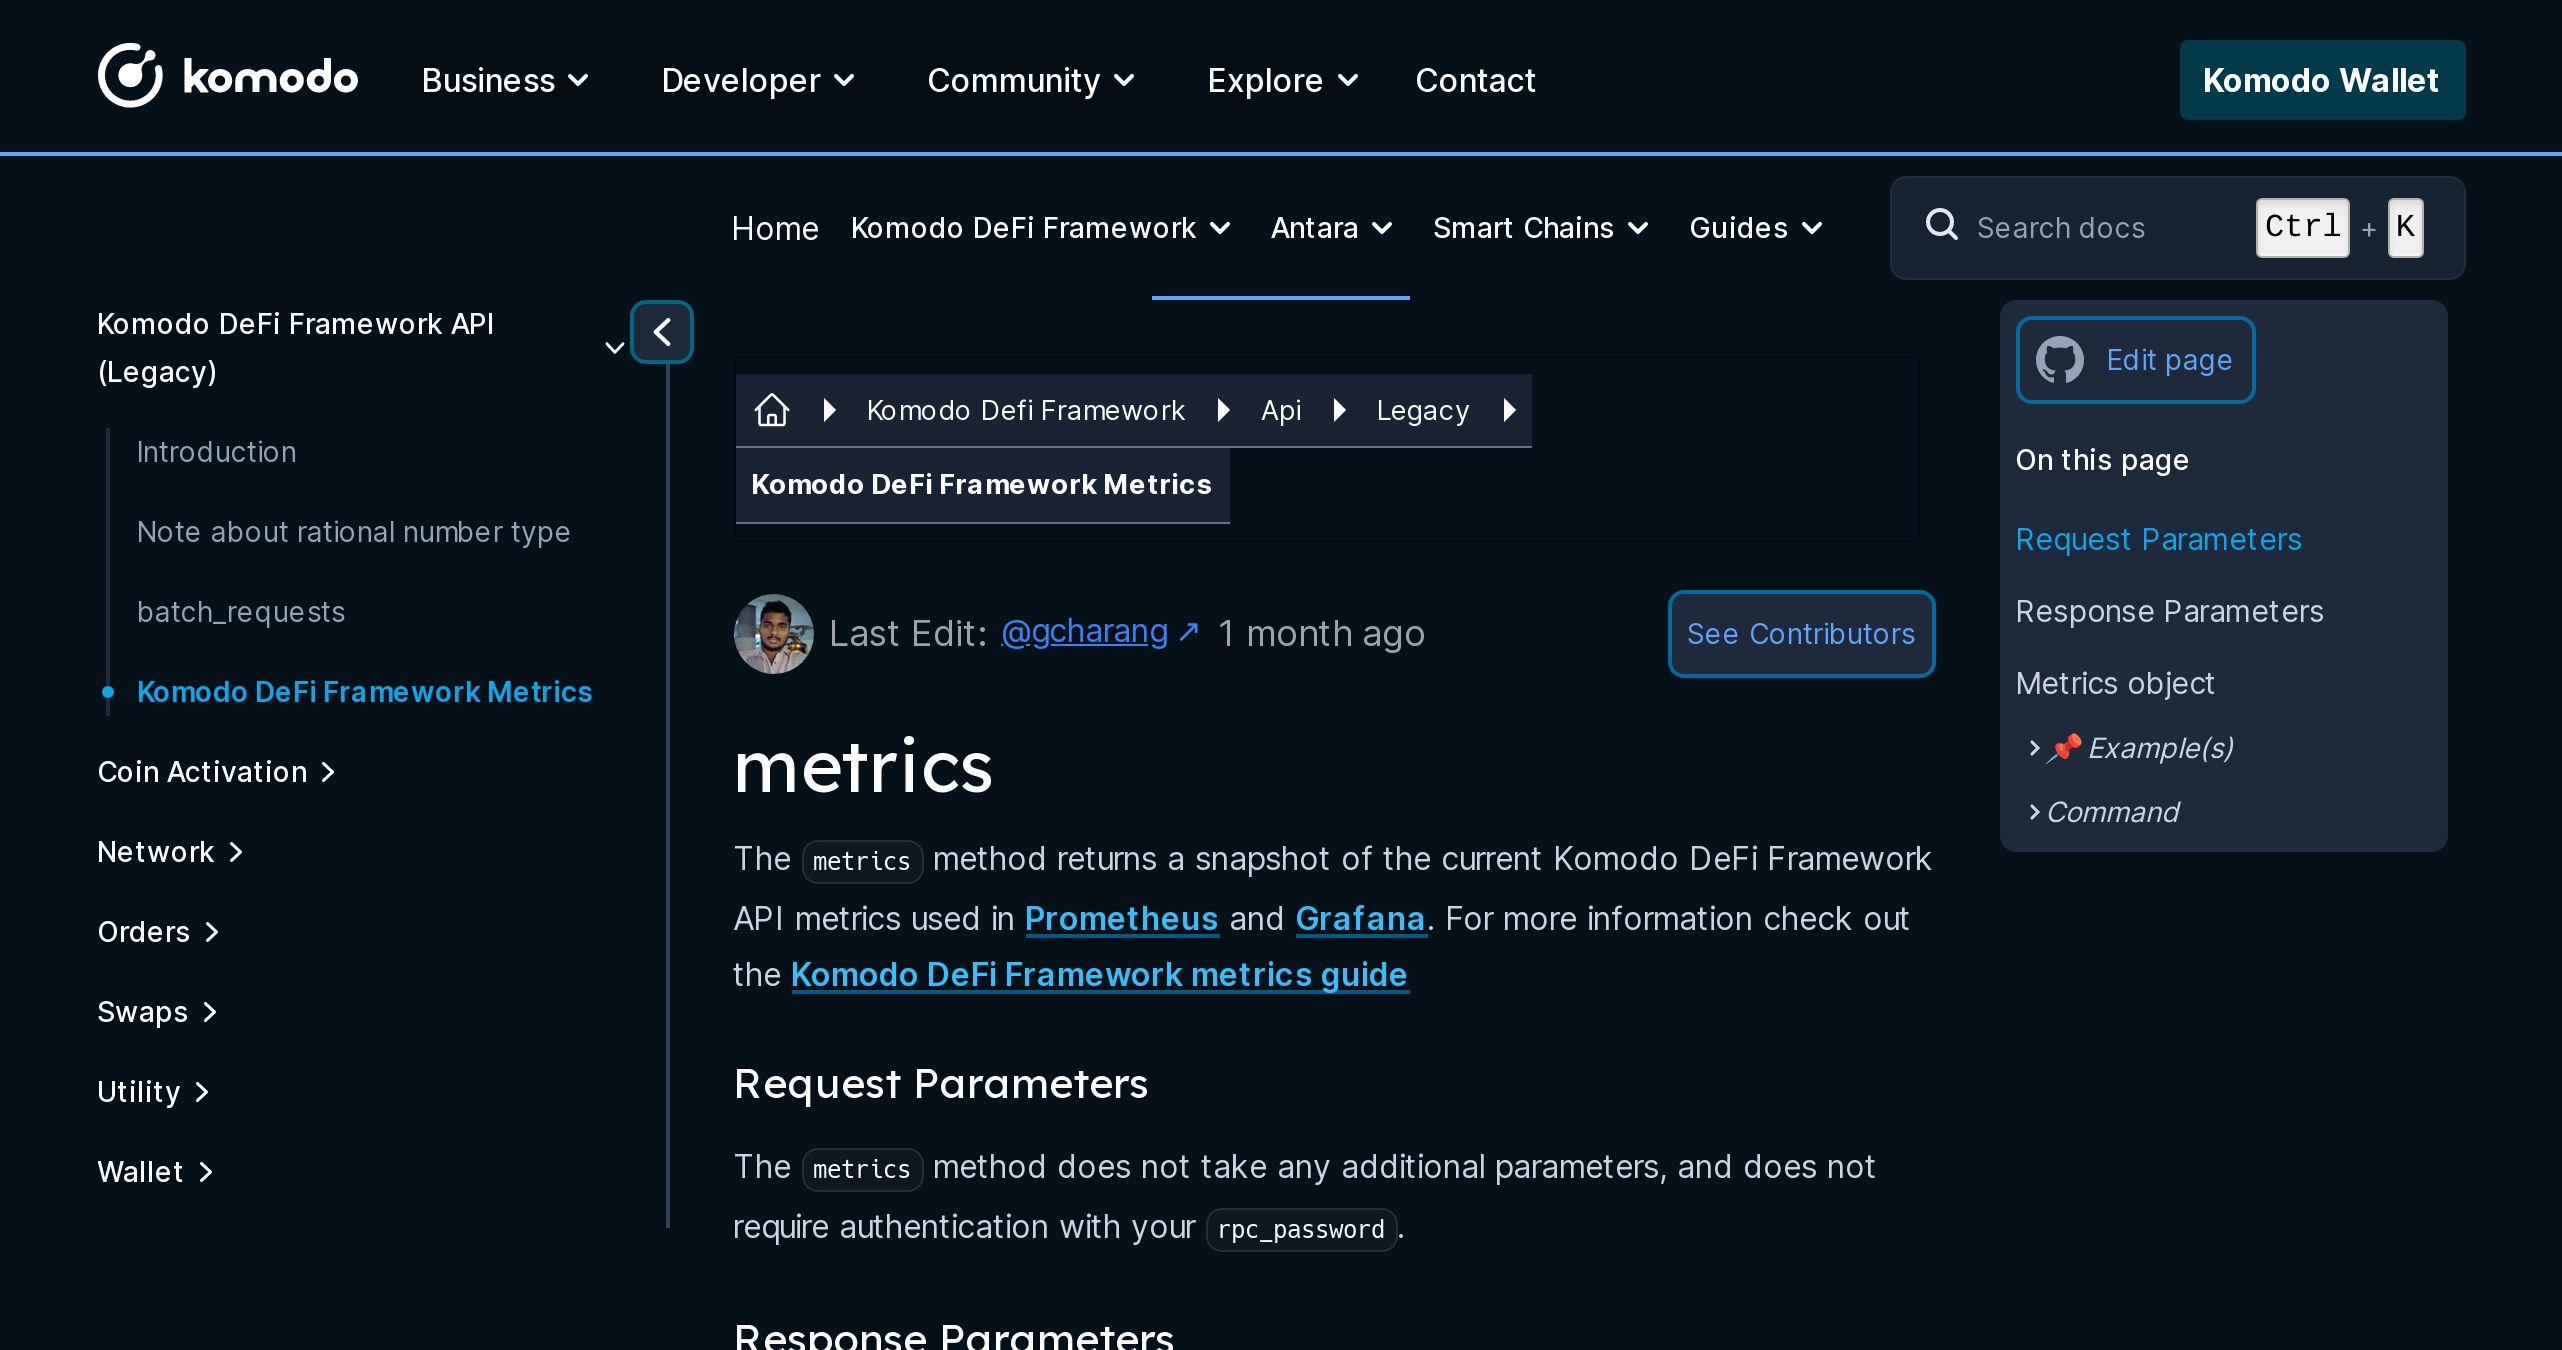 komodo
Business
Developer
Community
Explore
Contact
Komodo Wallet
Home
Komodo DeFi Framework
Antara
Smart Chains
Guides
Search docs
Ctrl + K
Komodo DeFi Framework API
(Legacy)
Introduction
Note about rational number type
batch_requests
Komodo DeFi Framework Metrics
Coin Activation
Network
Orders
Swaps
Utility
Wallet
Komodo Defi Framework
Api
Legacy
Komodo DeFi Framework Metrics
Last Edit: @gcharang ↗ 1 month ago
See Contributors
metrics
The metrics method returns a snapshot of the current Komodo DeFi Framework
API metrics used in Prometheus and Grafana. For more information check out
the Komodo DeFi Framework metrics guide
Request Parameters
The metrics method does not take any additional parameters, and does not
require authentication with your rpc_password.
Response Parameters
Edit page
On this page
Request Parameters
Response Parameters
Metrics object
📌 Example(s)
Command